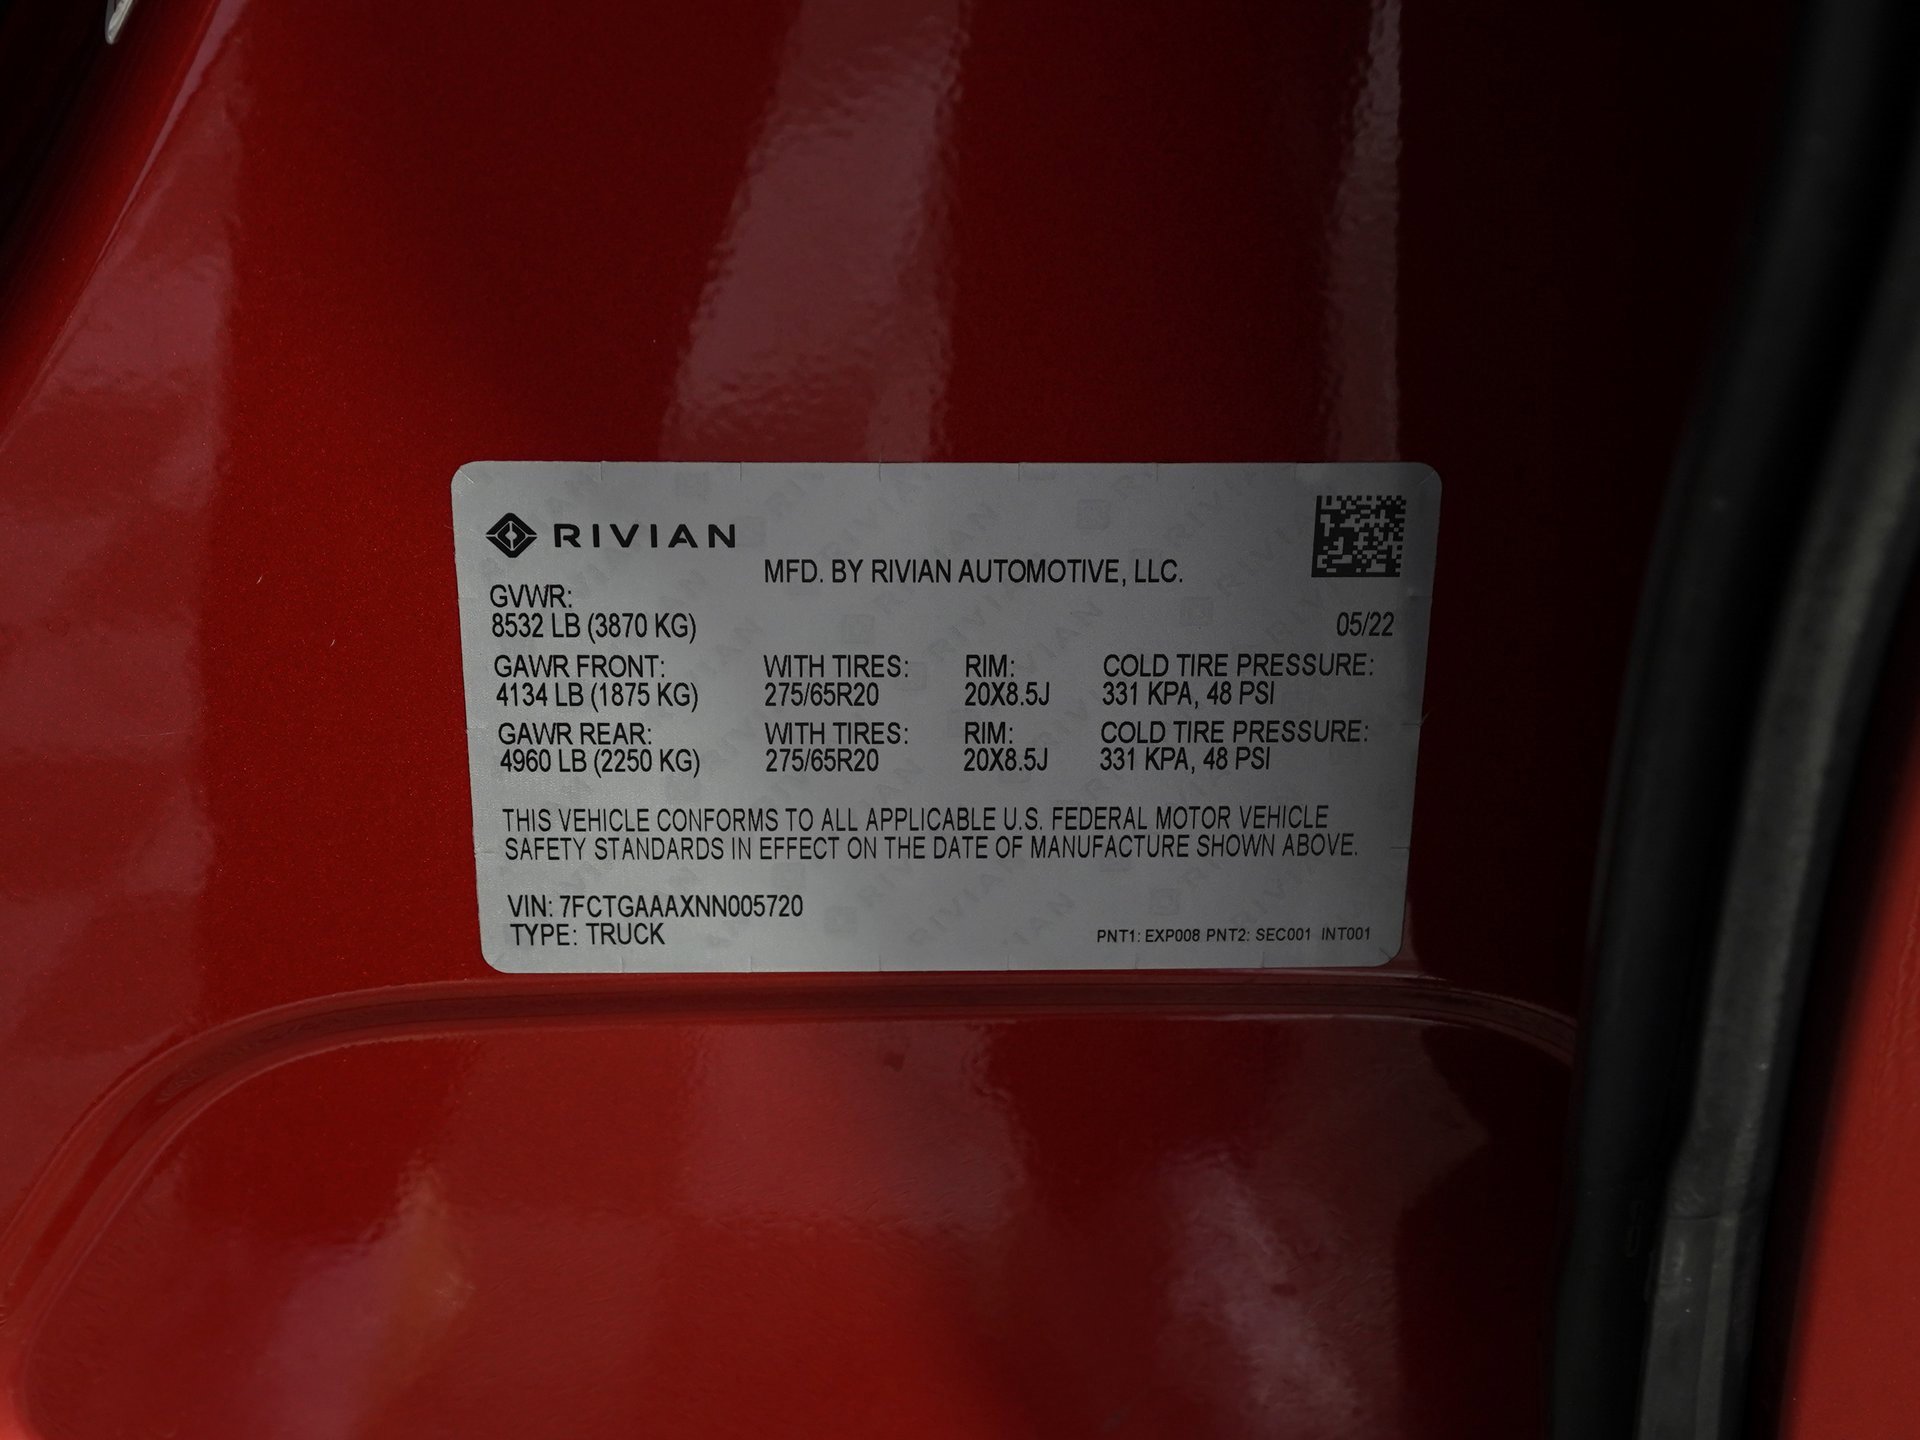 RIVIAN
MFD. BY RIVIAN AUTOMOTIVE, LLC.
GVWR:
8532 LB (3870 KG) 05/22
GAWR FRONT: WITH TIRES: RIM: COLD TIRE PRESSURE:
4134 LB (1875 KG) 275/65R20 20X8.5J 331 KPA, 48 PSI
GAWR REAR: WITH TIRES: RIM: COLD TIRE PRESSURE:
4960 LB (2250 KG) 275/65R20 20X8.5J 331 KPA, 48 PSI
THIS VEHICLE CONFORMS TO ALL APPLICABLE U.S. FEDERAL MOTOR VEHICLE
SAFETY STANDARDS IN EFFECT ON THE DATE OF MANUFACTURE SHOWN ABOVE.
VIN: 7FCTGAAAXNN005720
TYPE: TRUCK PNT1: EXP008 PNT2: SEC001 INT001